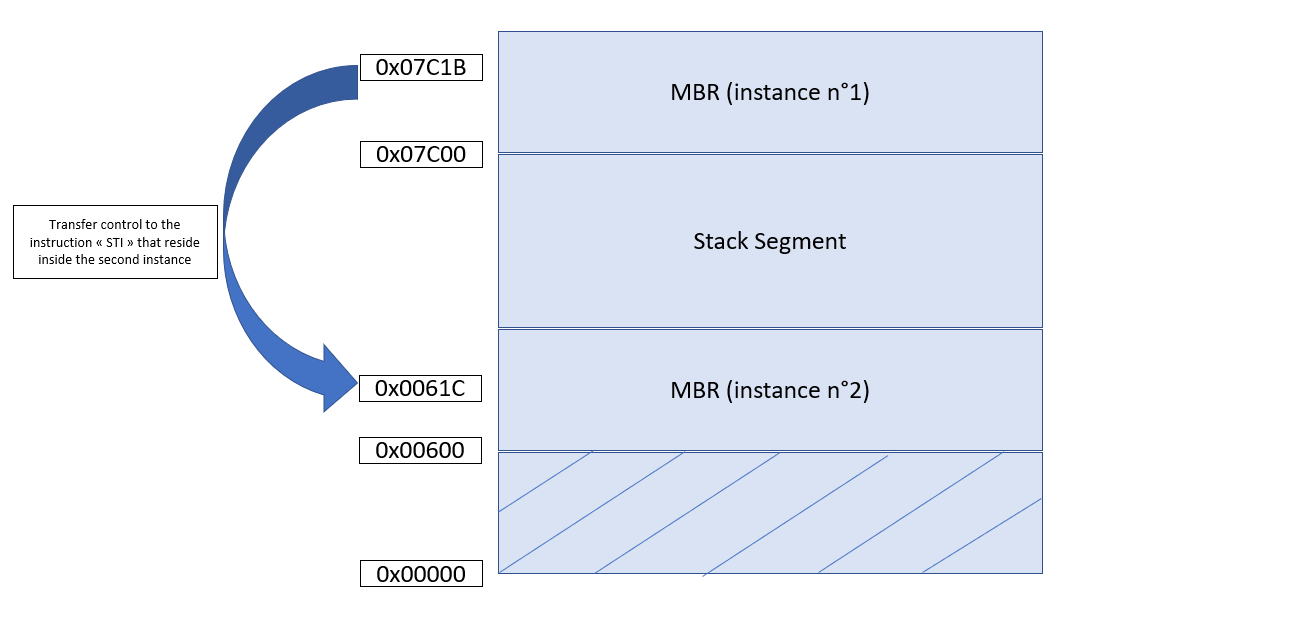 0x07C1B
MBR (instance n°1)
0x07C00
Transfer control to the
instruction « STI » that reside
inside the second instance
Stack Segment
0x0061C
MBR (instance n°2)
0x00600
0x00000